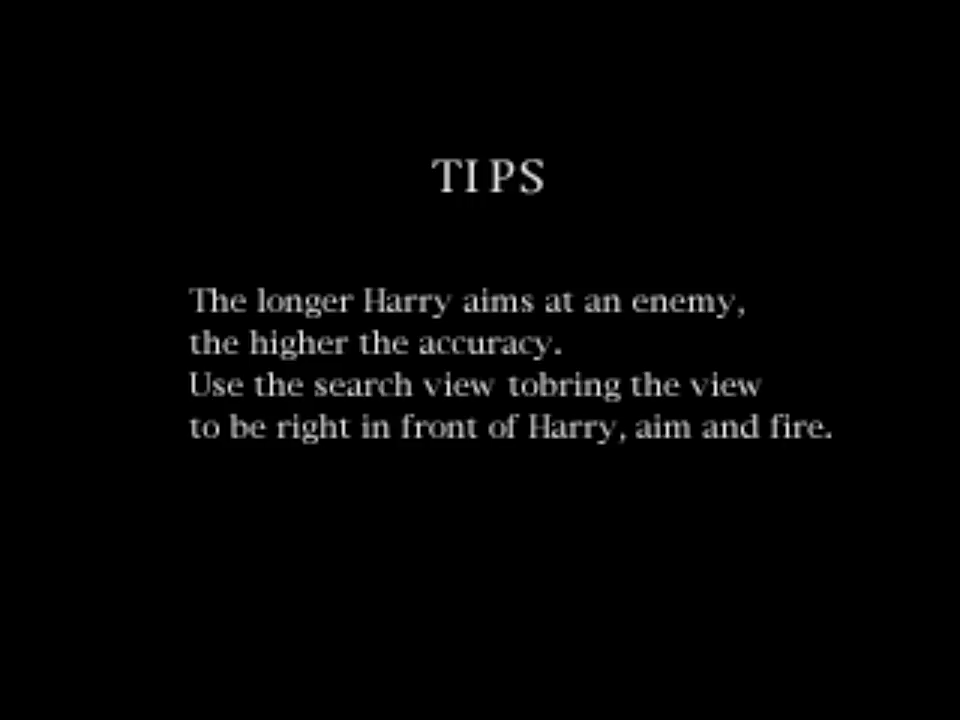 TIPS
The longer Harry aims at an enemy,
the higher the accuracy.
Use the search view tobring the view
to be right in front of Harry, aim and fire.